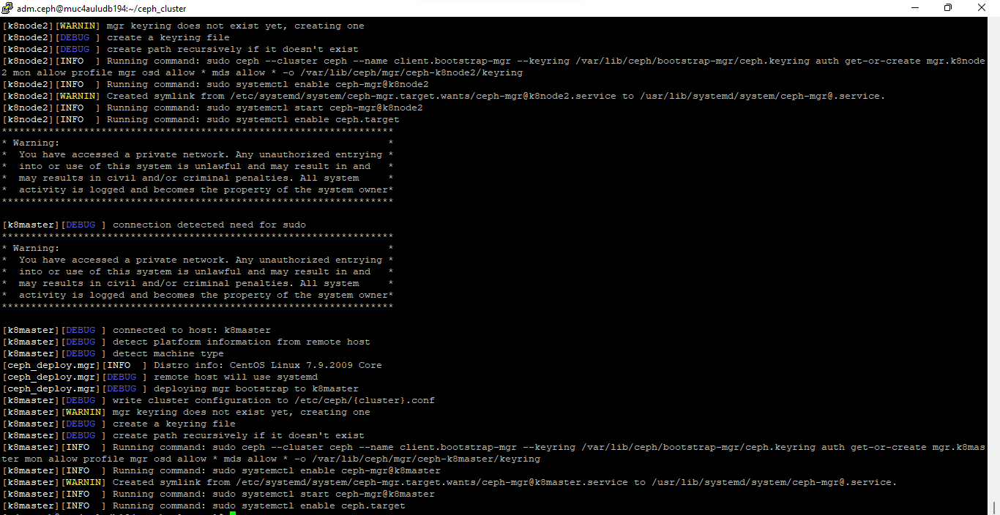 adm.ceph@muc4auludb194:~/ceph_cluster
[k8node2][WARNIN] mgr keyring does not exist yet, creating one
[k8node2][DEBUG ] create a keyring file
[k8node2][DEBUG ] create path recursively if it doesn't exist
[k8node2][INFO  ] Running command: sudo ceph --cluster ceph --name client.bootstrap-mgr --keyring /var/lib/ceph/bootstrap-mgr/ceph.keyring auth get-or-create mgr.k8node
2 mon allow profile mgr osd allow * mds allow * -o /var/lib/ceph/mgr/ceph-k8node2/keyring
[k8node2][INFO  ] Running command: sudo systemctl enable ceph-mgr@k8node2
[k8node2][WARNIN] Created symlink from /etc/systemd/system/ceph-mgr.target.wants/ceph-mgr@k8node2.service to /usr/lib/systemd/system/ceph-mgr@.service.
[k8node2][INFO  ] Running command: sudo systemctl start ceph-mgr@k8node2
[k8node2][INFO  ] Running command: sudo systemctl enable ceph.target
*******************************************************************
* Warning:                                                        *
*  You have accessed a private network. Any unauthorized entrying *
*  into or use of this system is unlawful and may result in and   *
*  may results in civil and/or criminal penalties. All system     *
*  activity is logged and becomes the property of the system owner*
*******************************************************************
[k8master][DEBUG ] connection detected need for sudo
*******************************************************************
* Warning:                                                        *
*  You have accessed a private network. Any unauthorized entrying *
*  into or use of this system is unlawful and may result in and   *
*  may results in civil and/or criminal penalties. All system     *
*  activity is logged and becomes the property of the system owner*
*******************************************************************
[k8master][DEBUG ] connected to host: k8master
[k8master][DEBUG ] detect platform information from remote host
[k8master][DEBUG ] detect machine type
[ceph_deploy.mgr][INFO  ] Distro info: CentOS Linux 7.9.2009 Core
[ceph_deploy.mgr][DEBUG ] remote host will use systemd
[ceph_deploy.mgr][DEBUG ] deploying mgr bootstrap to k8master
[k8master][DEBUG ] write cluster configuration to /etc/ceph/{cluster}.conf
[k8master][WARNIN] mgr keyring does not exist yet, creating one
[k8master][DEBUG ] create a keyring file
[k8master][DEBUG ] create path recursively if it doesn't exist
[k8master][INFO  ] Running command: sudo ceph --cluster ceph --name client.bootstrap-mgr --keyring /var/lib/ceph/bootstrap-mgr/ceph.keyring auth get-or-create mgr.k8mas
ter mon allow profile mgr osd allow * mds allow * -o /var/lib/ceph/mgr/ceph-k8master/keyring
[k8master][INFO  ] Running command: sudo systemctl enable ceph-mgr@k8master
[k8master][WARNIN] Created symlink from /etc/systemd/system/ceph-mgr.target.wants/ceph-mgr@k8master.service to /usr/lib/systemd/system/ceph-mgr@.service.
[k8master][INFO  ] Running command: sudo systemctl start ceph-mgr@k8master
[k8master][INFO  ] Running command: sudo systemctl enable ceph.target